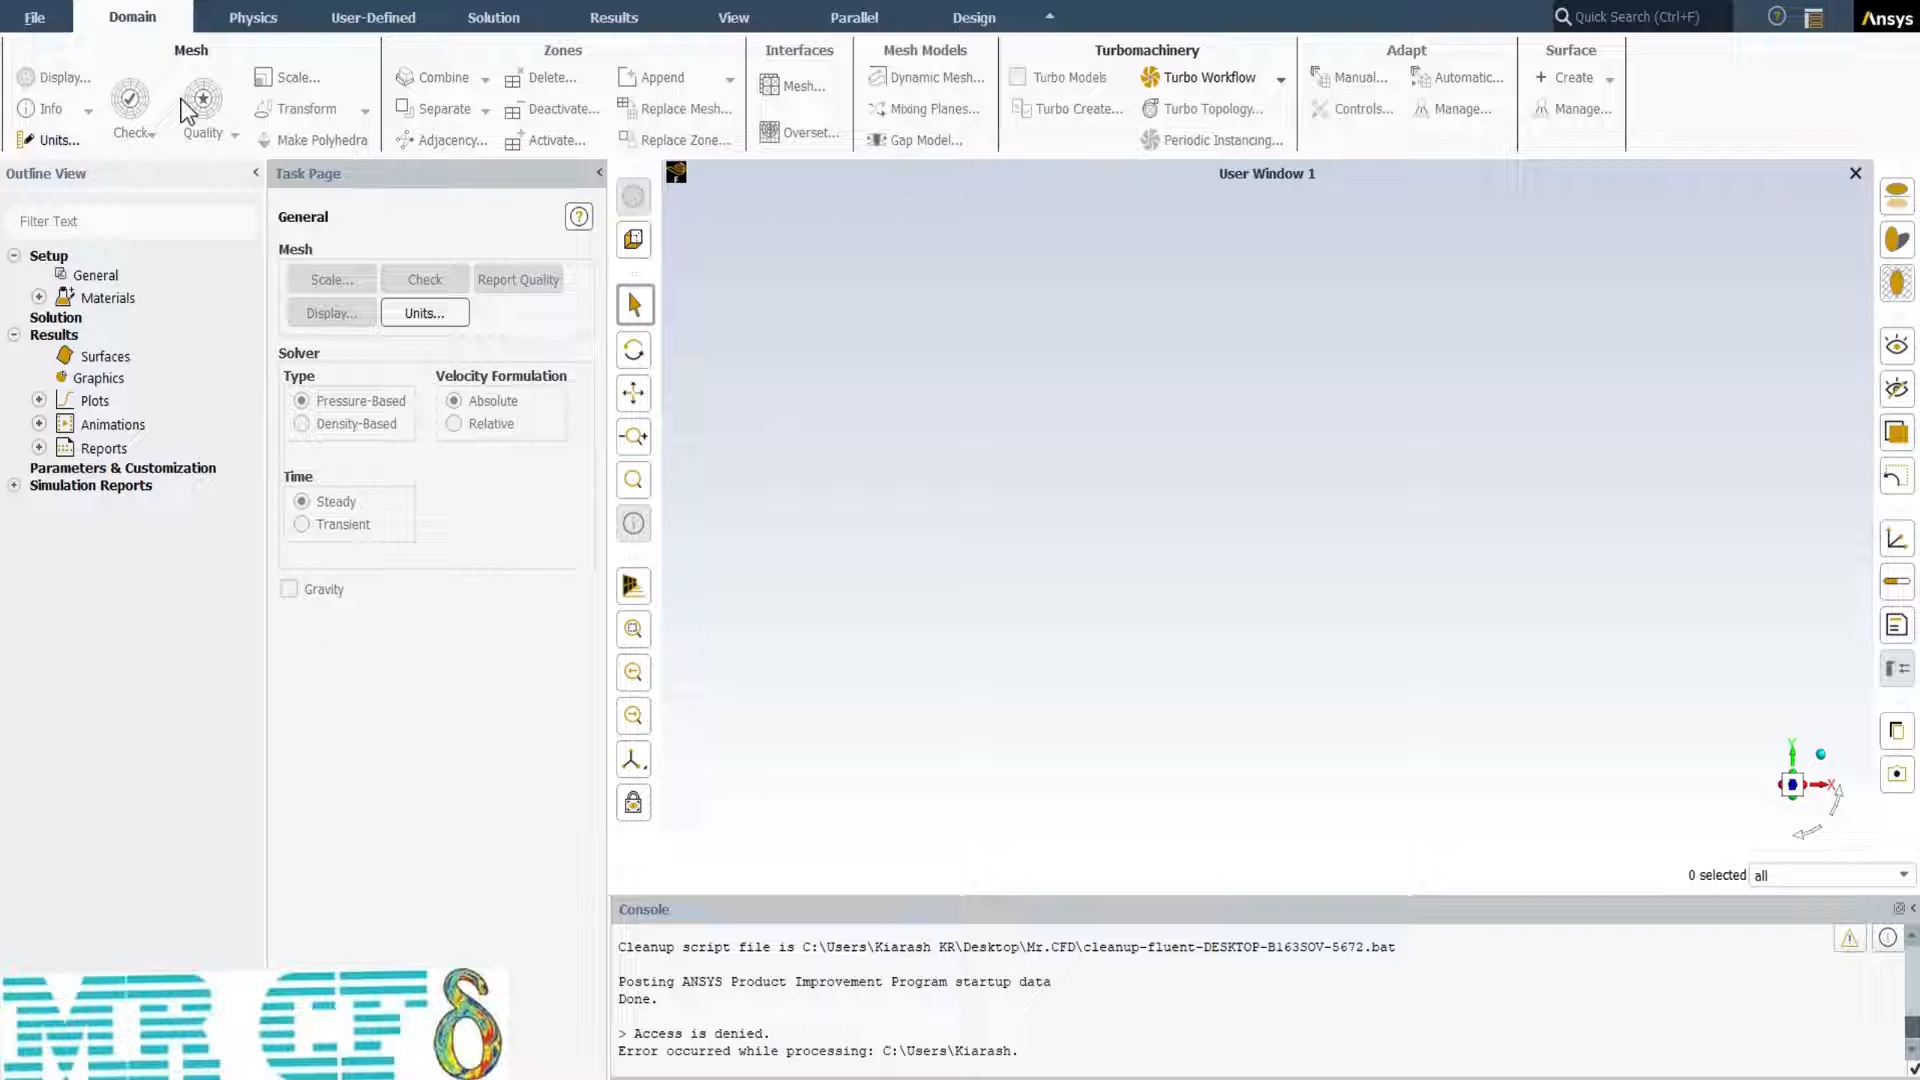 File Domain Physics User-Defined Solution Results View Parallel Design Quick Search (Ctrl+F) Ansys
Mesh Zones Interfaces Mesh Models Turbomachinery Adapt Surface
Display... Scale... Combine Delete... Append Mesh... Dynamic Mesh... Turbo Models Turbo Workflow Manual... Automatic... + Create
Info Transform Separate Deactivate... Replace Mesh... Mixing Planes... Turbo Create... Turbo Topology... Controls... Manage... Manage...
Units... Check Quality Make Polyhedra Adjacency... Activate... Replace Zone... Overset... Gap Model... Periodic Instancing...
Outline View
Filter Text
Setup
General
Materials
Solution
Results
Surfaces
Graphics
Plots
Animations
Reports
Parameters & Customization
Simulation Reports
Task Page
General
Mesh
Scale... Check Report Quality
Display... Units...
Solver
Type Velocity Formulation
Pressure-Based Absolute
Density-Based Relative
Time
Steady
Transient
Gravity
User Window 1
Y
X
0 selected all
Console
Cleanup script file is C:\Users\Kiarash KR\Desktop\Mr.CFD\cleanup-fluent-DESKTOP-B163SOV-5672.bat
Posting ANSYS Product Improvement Program startup data
Done.
> Access is denied.
Error occurred while processing: C:\Users\Kiarash.
MR CFδ